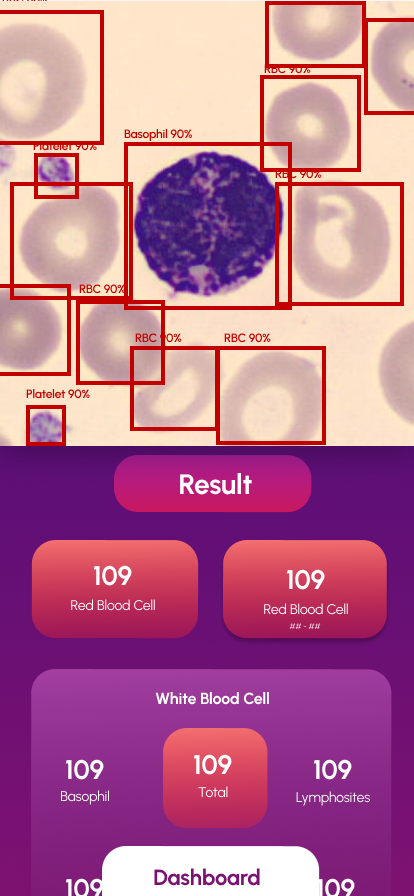 RBC 90%
Platelet 90%
Basophil 90%
RBC 90%
RBC 90%
RBC 90%
RBC 90%
Platelet 90%
Result
109
Red Blood Cell
109
Red Blood Cell
## - ##
White Blood Cell
109
Basophil
109
Total
109
Lymphosites
109
109
Dashboard